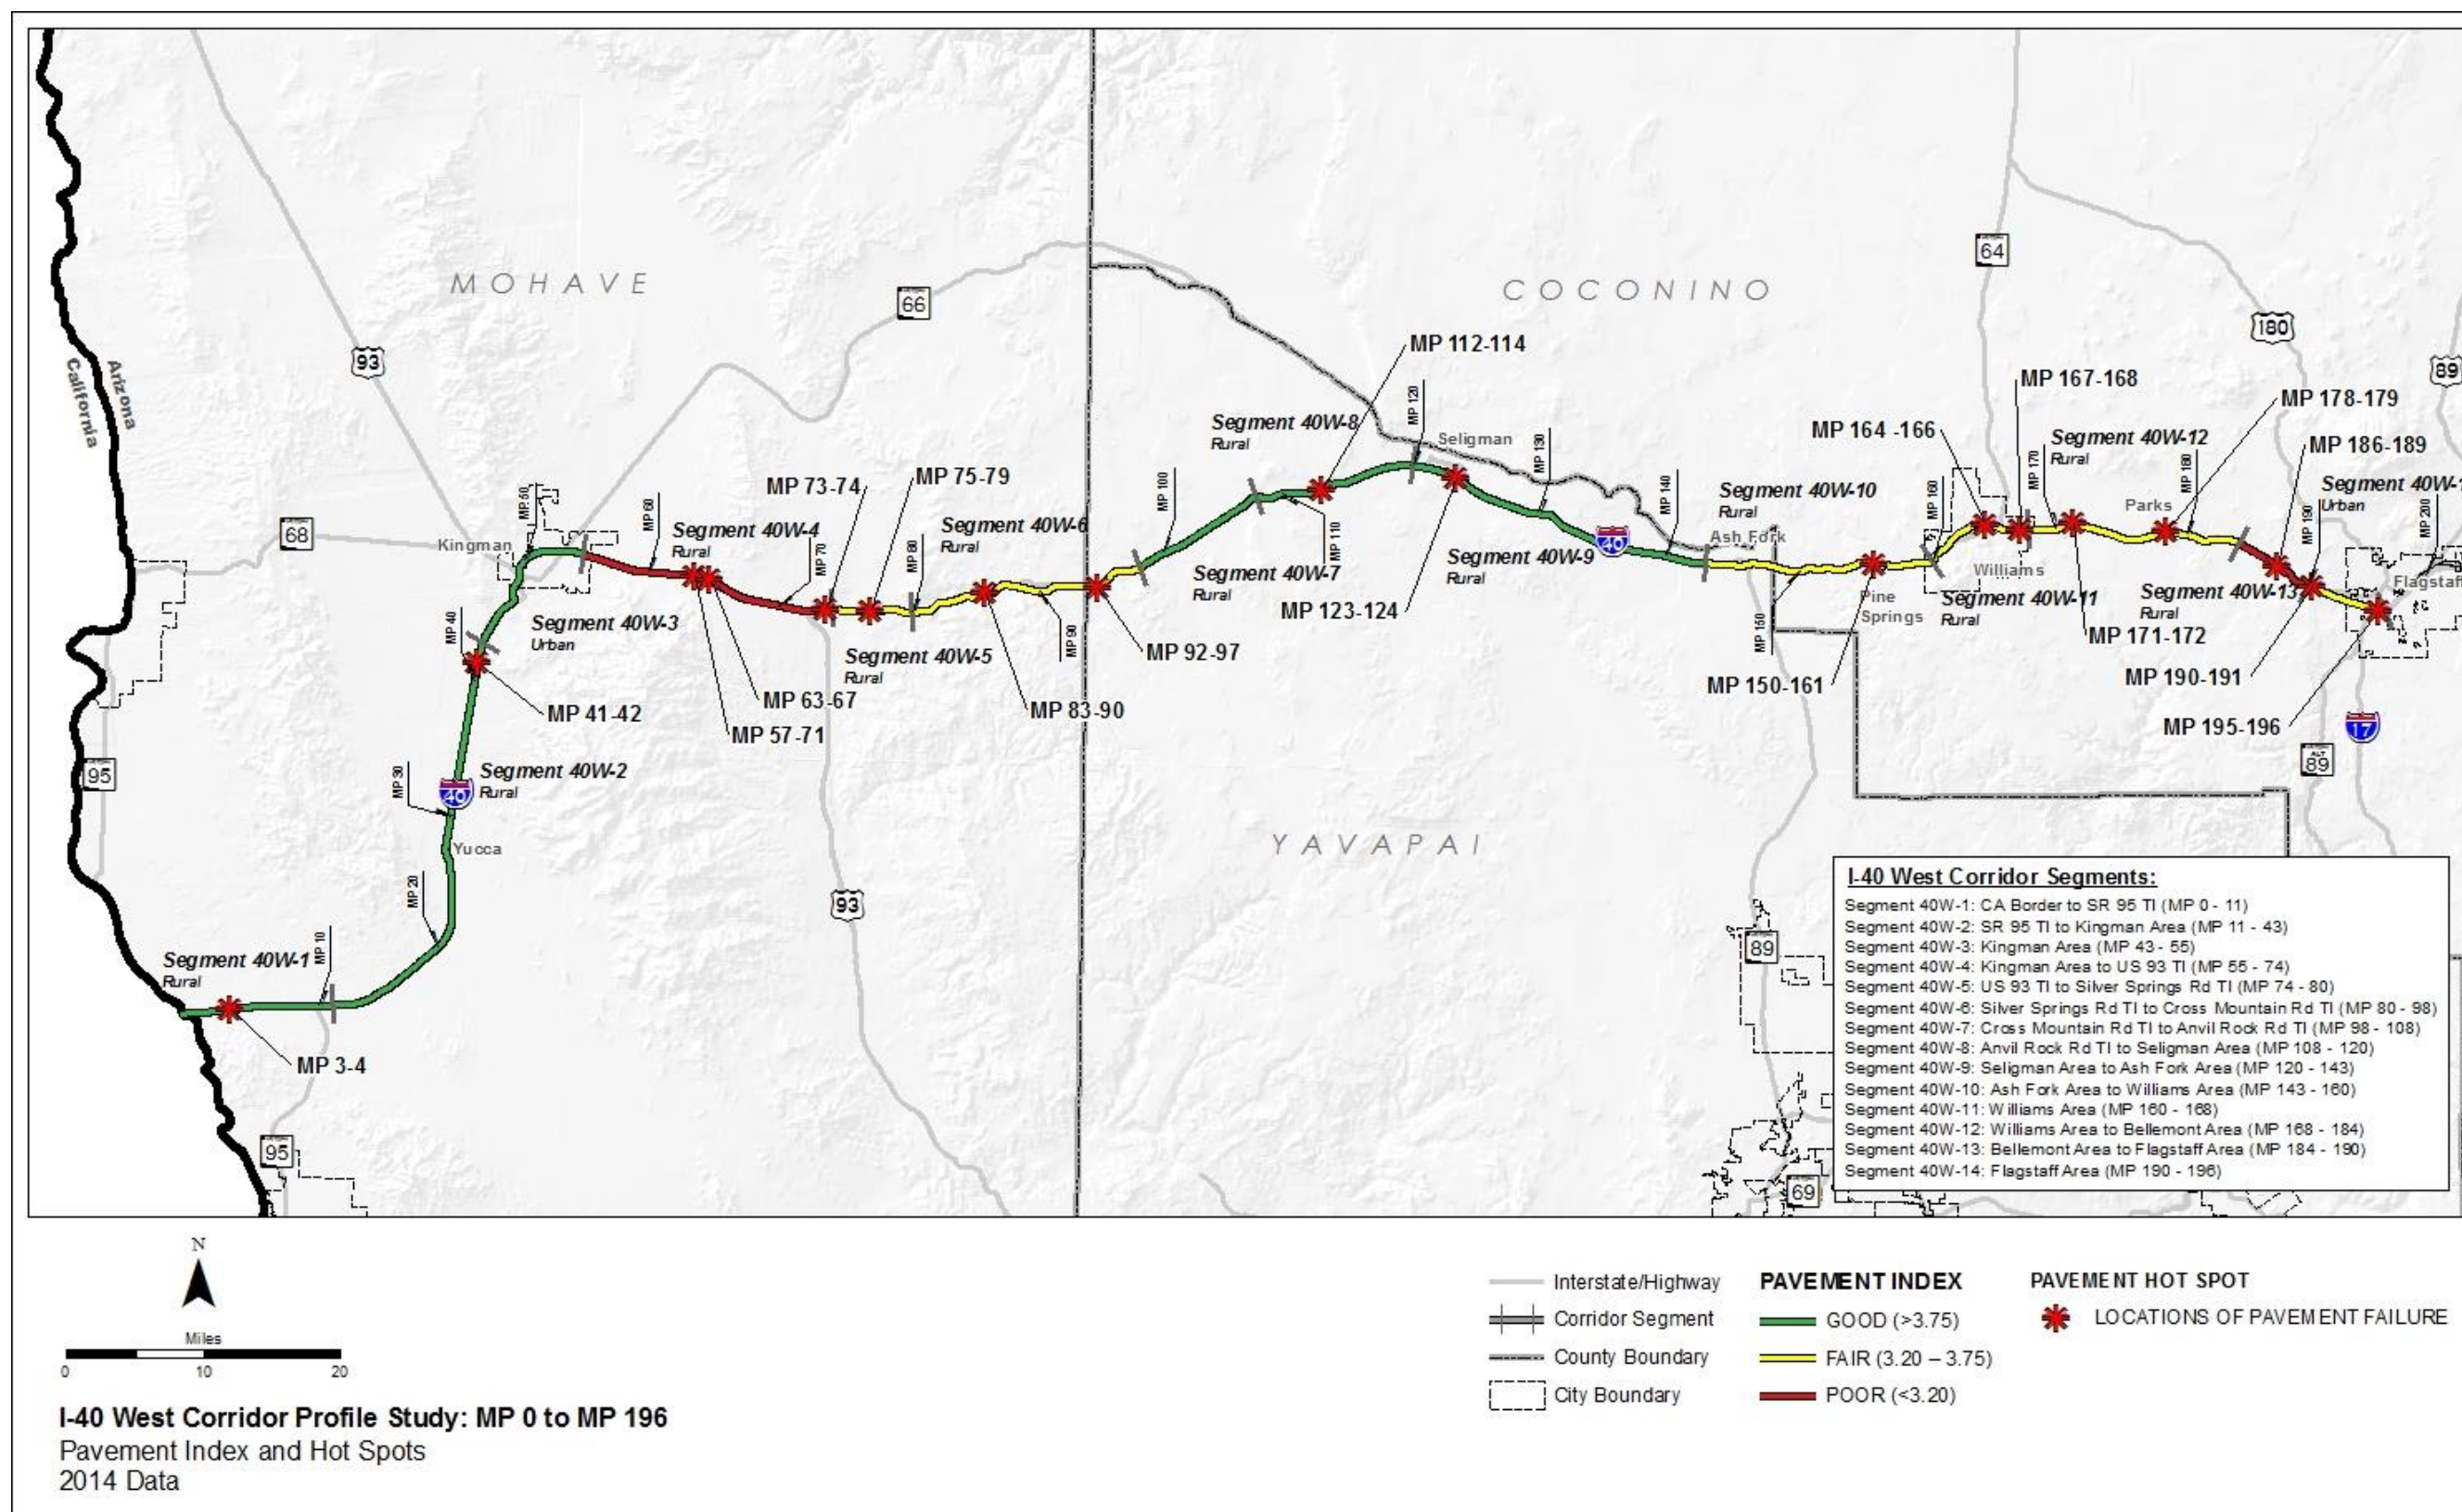 MOHAVE
COCONINO
YAVAPAI
Arizona
California
93
66
68
95
95
93
64
180
89
40
40
17
89
89
69
Kingman
Yucca
Seligman
Ash Fork
Pine
Springs
Williams
Parks
Flagstaff
Segment 40W-1
Rural
Segment 40W-2
Rural
Segment 40W-3
Urban
Segment 40W-4
Rural
Segment 40W-5
Rural
Segment 40W-6
Rural
Segment 40W-7
Rural
Segment 40W-8
Rural
Segment 40W-9
Rural
Segment 40W-10
Rural
Segment 40W-11
Rural
Segment 40W-12
Rural
Segment 40W-13
Rural
Segment 40W-1
Urban
MP 10
MP 20
MP 30
MP 40
MP 50
MP 60
MP 70
MP 80
MP 90
MP 100
MP 110
MP 120
MP 130
MP 140
MP 150
MP 160
MP 170
MP 180
MP 190
MP 200
MP 3-4
MP 41-42
MP 57-71
MP 63-67
MP 73-74
MP 75-79
MP 83-90
MP 92-97
MP 112-114
MP 123-124
MP 150-161
MP 164 -166
MP 167-168
MP 171-172
MP 178-179
MP 186-189
MP 190-191
MP 195-196
I-40 West Corridor Segments:
Segment 40W-1: CA Border to SR 95 TI (MP 0 - 11)
Segment 40W-2: SR 95 TI to Kingman Area (MP 11 - 43)
Segment 40W-3: Kingman Area (MP 43 - 55)
Segment 40W-4: Kingman Area to US 93 TI (MP 55 - 74)
Segment 40W-5: US 93 TI to Silver Springs Rd TI (MP 74 - 80)
Segment 40W-6: Silver Springs Rd TI to Cross Mountain Rd TI (MP 80 - 98)
Segment 40W-7: Cross Mountain Rd TI to Anvil Rock Rd TI (MP 98 - 108)
Segment 40W-8: Anvil Rock Rd TI to Seligman Area (MP 108 - 120)
Segment 40W-9: Seligman Area to Ash Fork Area (MP 120 - 143)
Segment 40W-10: Ash Fork Area to Williams Area (MP 143 - 160)
Segment 40W-11: Williams Area (MP 160 - 168)
Segment 40W-12: Williams Area to Bellemont Area (MP 168 - 184)
Segment 40W-13: Bellemont Area to Flagstaff Area (MP 184 - 190)
Segment 40W-14: Flagstaff Area (MP 190 - 196)
N
Miles
0 10 20
I-40 West Corridor Profile Study: MP 0 to MP 196
Pavement Index and Hot Spots
2014 Data
Interstate/Highway
Corridor Segment
County Boundary
City Boundary
PAVEMENT INDEX
GOOD (>3.75)
FAIR (3.20 – 3.75)
POOR (<3.20)
PAVEMENT HOT SPOT
LOCATIONS OF PAVEMENT FAILURE